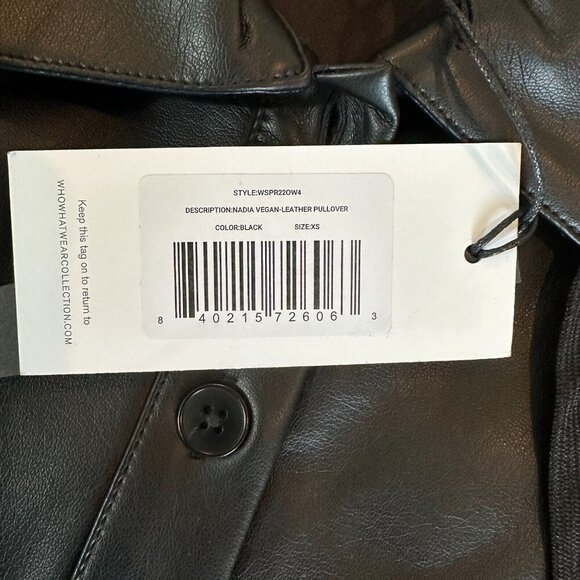 STYLE:WSPR22OW4
DESCRIPTION:NADIA VEGAN-LEATHER PULLOVER
COLOR:BLACK SIZE:XS
8 40215 72606 3
Keep this tag on to return to
WHOWHATWEARCOLLECTION.COM